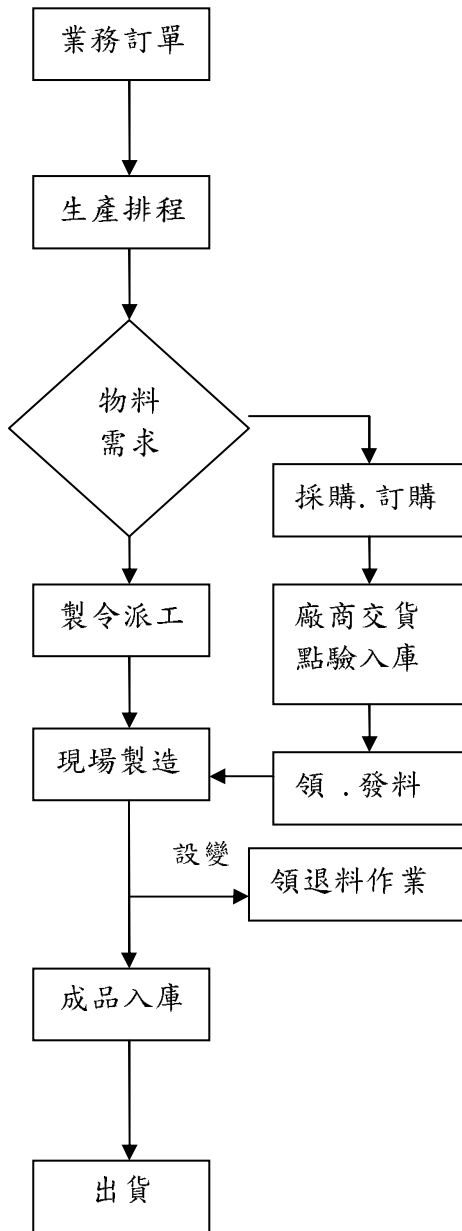 業務訂單
生產排程
物料
需求
採購.訂購
製令派工
廠商交貨
點驗入庫
現場製造
領 .發料
設變
領退料作業
成品入庫
出貨